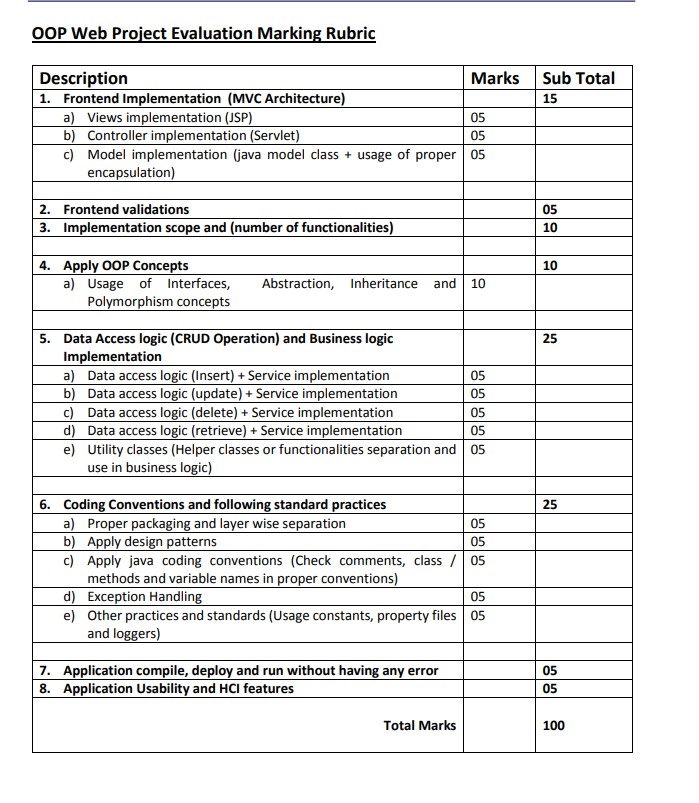 OOP Web Project Evaluation Marking Rubric
Description Marks Sub Total
1. Frontend Implementation (MVC Architecture) 15
a) Views implementation (JSP) 05
b) Controller implementation (Servlet) 05
c) Model implementation (java model class + usage of proper 05
encapsulation)
2. Frontend validations 05
3. Implementation scope and (number of functionalities) 10
4. Apply OOP Concepts 10
a) Usage of Interfaces, Abstraction, Inheritance and 10
Polymorphism concepts
5. Data Access logic (CRUD Operation) and Business logic 25
Implementation
a) Data access logic (Insert) + Service implementation 05
b) Data access logic (update) + Service implementation 05
c) Data access logic (delete) + Service implementation 05
d) Data access logic (retrieve) + Service implementation 05
e) Utility classes (Helper classes or functionalities separation and 05
use in business logic)
6. Coding Conventions and following standard practices 25
a) Proper packaging and layer wise separation 05
b) Apply design patterns 05
c) Apply java coding conventions (Check comments, class / 05
methods and variable names in proper conventions)
d) Exception Handling 05
e) Other practices and standards (Usage constants, property files 05
and loggers)
7. Application compile, deploy and run without having any error 05
8. Application Usability and HCI features 05
Total Marks 100